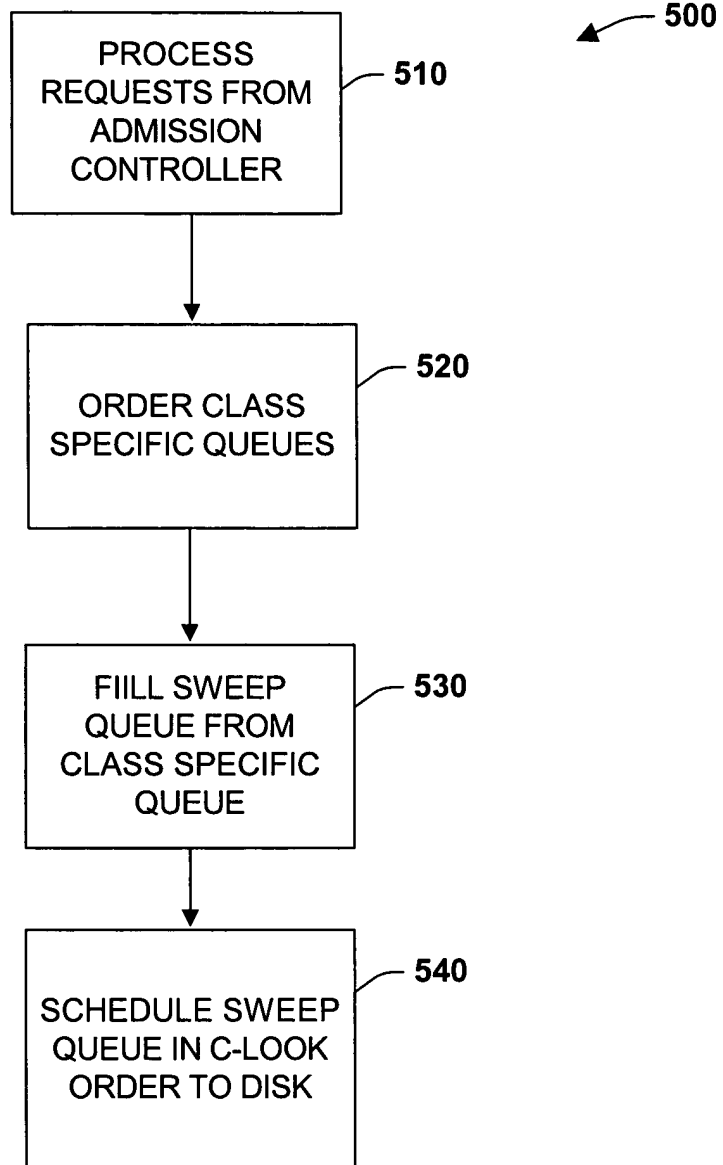 500
PROCESS
REQUESTS FROM
ADMISSION
CONTROLLER
510
ORDER CLASS
SPECIFIC QUEUES
520
FIILL SWEEP
QUEUE FROM
CLASS SPECIFIC
QUEUE
530
SCHEDULE SWEEP
QUEUE IN C-LOOK
ORDER TO DISK
540